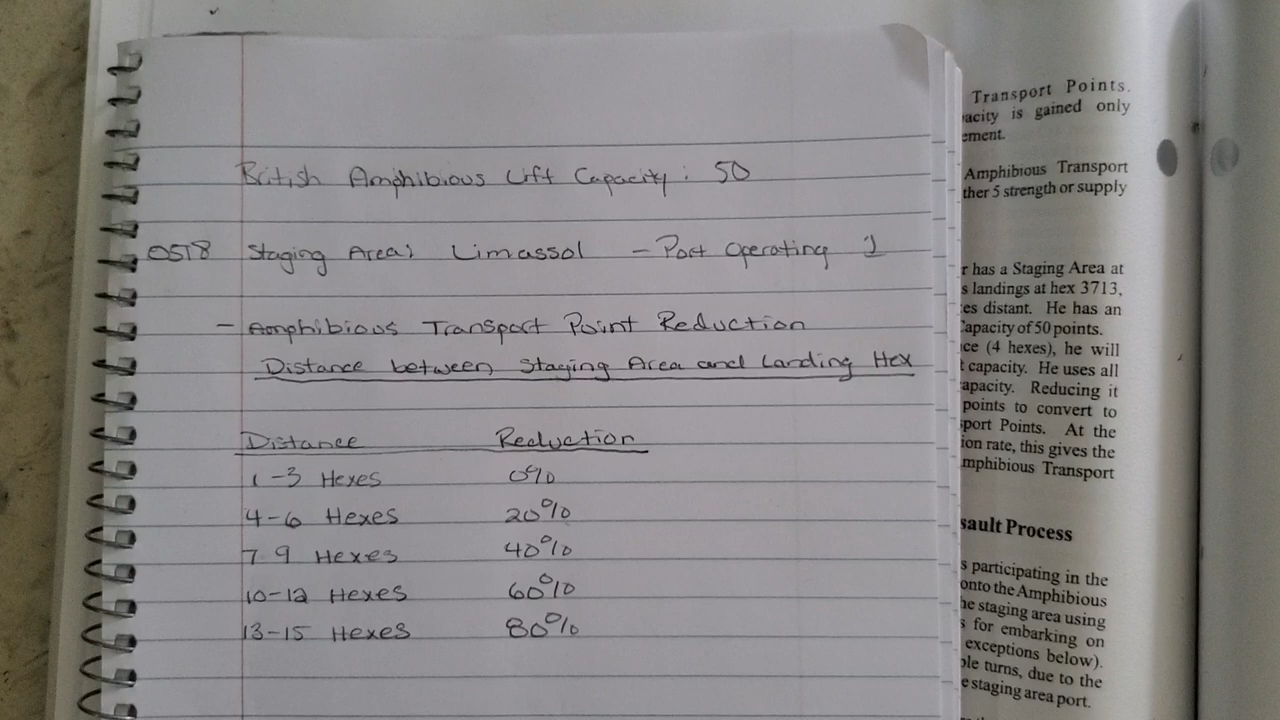 British Amphibious Lift Capacity: 50
0518 Staging Area: Limassol - Port Operating 1
- Amphibious Transport Point Reduction
Distance between Staging Area and Landing Hex
Distance Reduction
1-3 Hexes 0%
4-6 Hexes 20%
7-9 Hexes 40%
10-12 Hexes 60%
13-15 Hexes 80%
Transport Points.
acity is gained only
ement.
Amphibious Transport
ther 5 strength or supply
r has a Staging Area at
s landings at hex 3713,
es distant. He has an
Capacity of 50 points.
ce (4 hexes), he will
t capacity. He uses all
apacity. Reducing it
points to convert to
port Points. At the
ion rate, this gives the
mphibious Transport
sault Process
s participating in the
onto the Amphibious
he staging area using
s for embarking on
exceptions below).
ple turns, due to the
e staging area port.